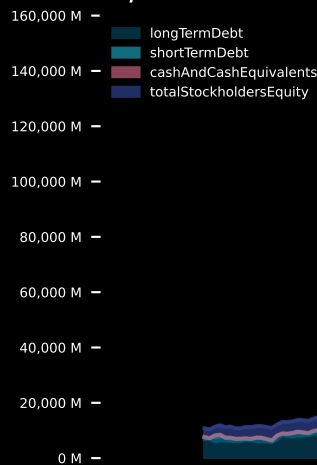 160,000 M
longTermDebt
shortTermDebt
140,000 M
cashAndCashEquivalents
totalStockholdersEquity
120,000 M
100,000 M
80,000 M
60,000 M
40,000 M
20,000 M
0 M